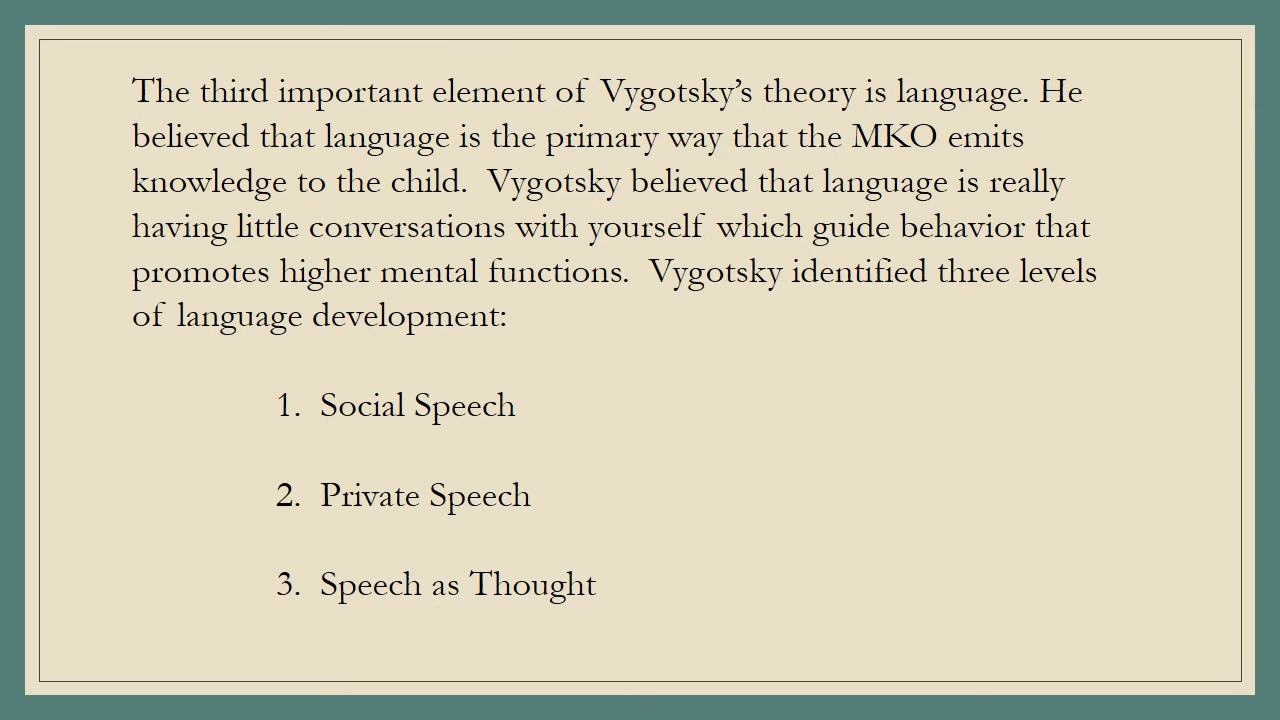 The third important element of Vygotsky’s theory is language. He
believed that language is the primary way that the MKO emits
knowledge to the child.  Vygotsky believed that language is really
having little conversations with yourself which guide behavior that
promotes higher mental functions.  Vygotsky identified three levels
of language development:
1. Social Speech
2. Private Speech
3. Speech as Thought